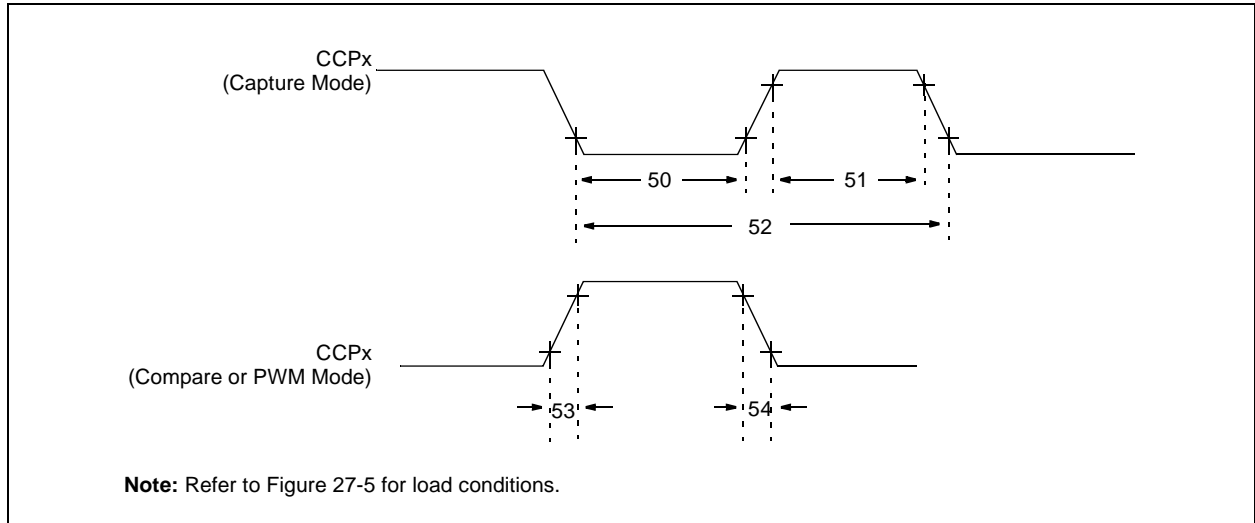 CCPx
(Capture Mode)
50
51
52
CCPx
(Compare or PWM Mode)
53
54
Note: Refer to Figure 27-5 for load conditions.